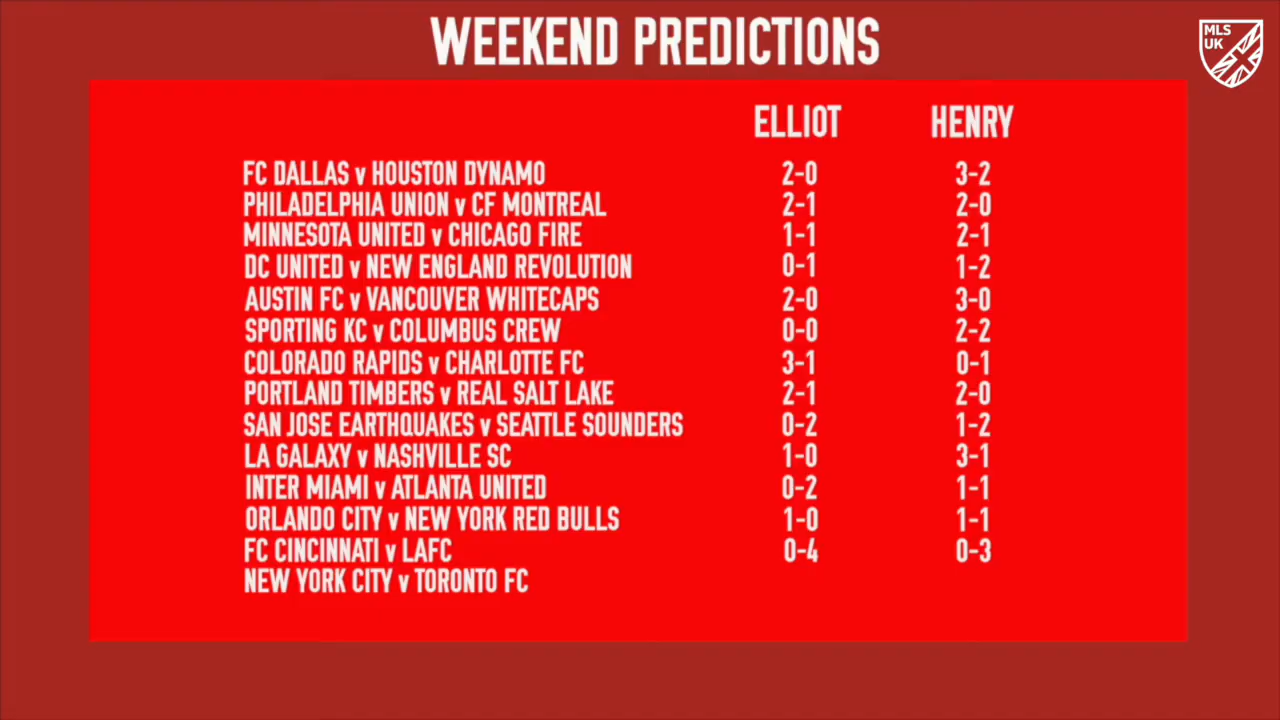 WEEKEND PREDICTIONS
MLS
UK
ELLIOT HENRY
FC DALLAS v HOUSTON DYNAMO 2-0 3-2
PHILADELPHIA UNION v CF MONTREAL 2-1 2-0
MINNESOTA UNITED v CHICAGO FIRE 1-1 2-1
DC UNITED v NEW ENGLAND REVOLUTION 0-1 1-2
AUSTIN FC v VANCOUVER WHITECAPS 2-0 3-0
SPORTING KC v COLUMBUS CREW 0-0 2-2
COLORADO RAPIDS v CHARLOTTE FC 3-1 0-1
PORTLAND TIMBERS v REAL SALT LAKE 2-1 2-0
SAN JOSE EARTHQUAKES v SEATTLE SOUNDERS 0-2 1-2
LA GALAXY v NASHVILLE SC 1-0 3-1
INTER MIAMI v ATLANTA UNITED 0-2 1-1
ORLANDO CITY v NEW YORK RED BULLS 1-0 1-1
FC CINCINNATI v LAFC 0-4 0-3
NEW YORK CITY v TORONTO FC